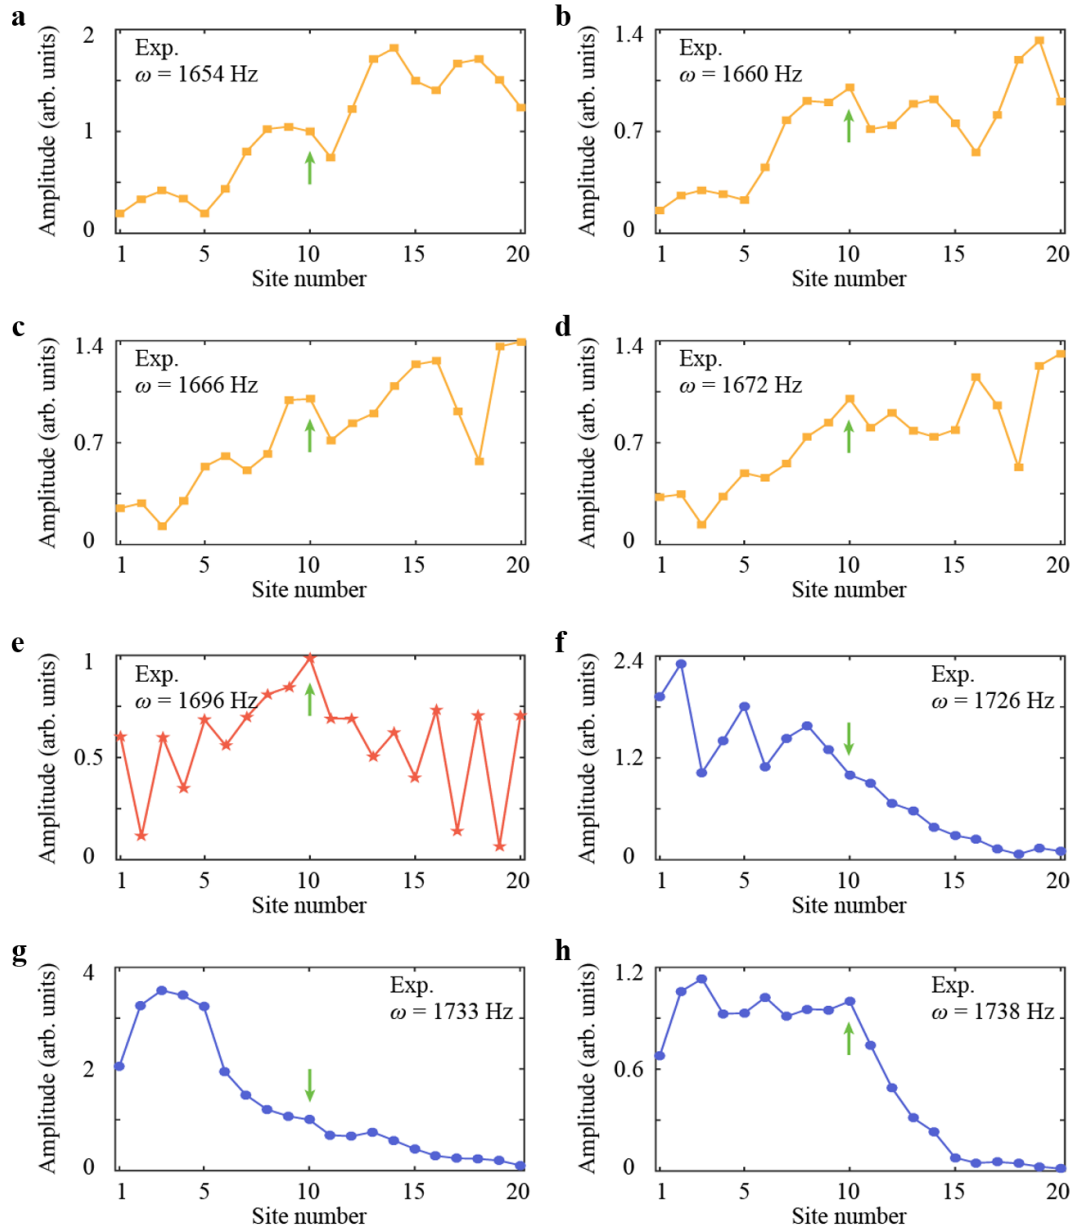 a
Amplitude (arb. units)
2
1
0
Exp.
ω = 1654 Hz
1 5 10 15 20
Site number
b
Amplitude (arb. units)
1.4
0.7
0
Exp.
ω = 1660 Hz
1 5 10 15 20
Site number
c
Amplitude (arb. units)
1.4
0.7
0
Exp.
ω = 1666 Hz
1 5 10 15 20
Site number
d
Amplitude (arb. units)
1.4
0.7
0
Exp.
ω = 1672 Hz
1 5 10 15 20
Site number
e
Amplitude (arb. units)
1
0.5
0
Exp.
ω = 1696 Hz
1 5 10 15 20
Site number
f
Amplitude (arb. units)
2.4
1.2
0
Exp.
ω = 1726 Hz
1 5 10 15 20
Site number
g
Amplitude (arb. units)
4
2
0
Exp.
ω = 1733 Hz
1 5 10 15 20
Site number
h
Amplitude (arb. units)
1.2
0.6
0
Exp.
ω = 1738 Hz
1 5 10 15 20
Site number